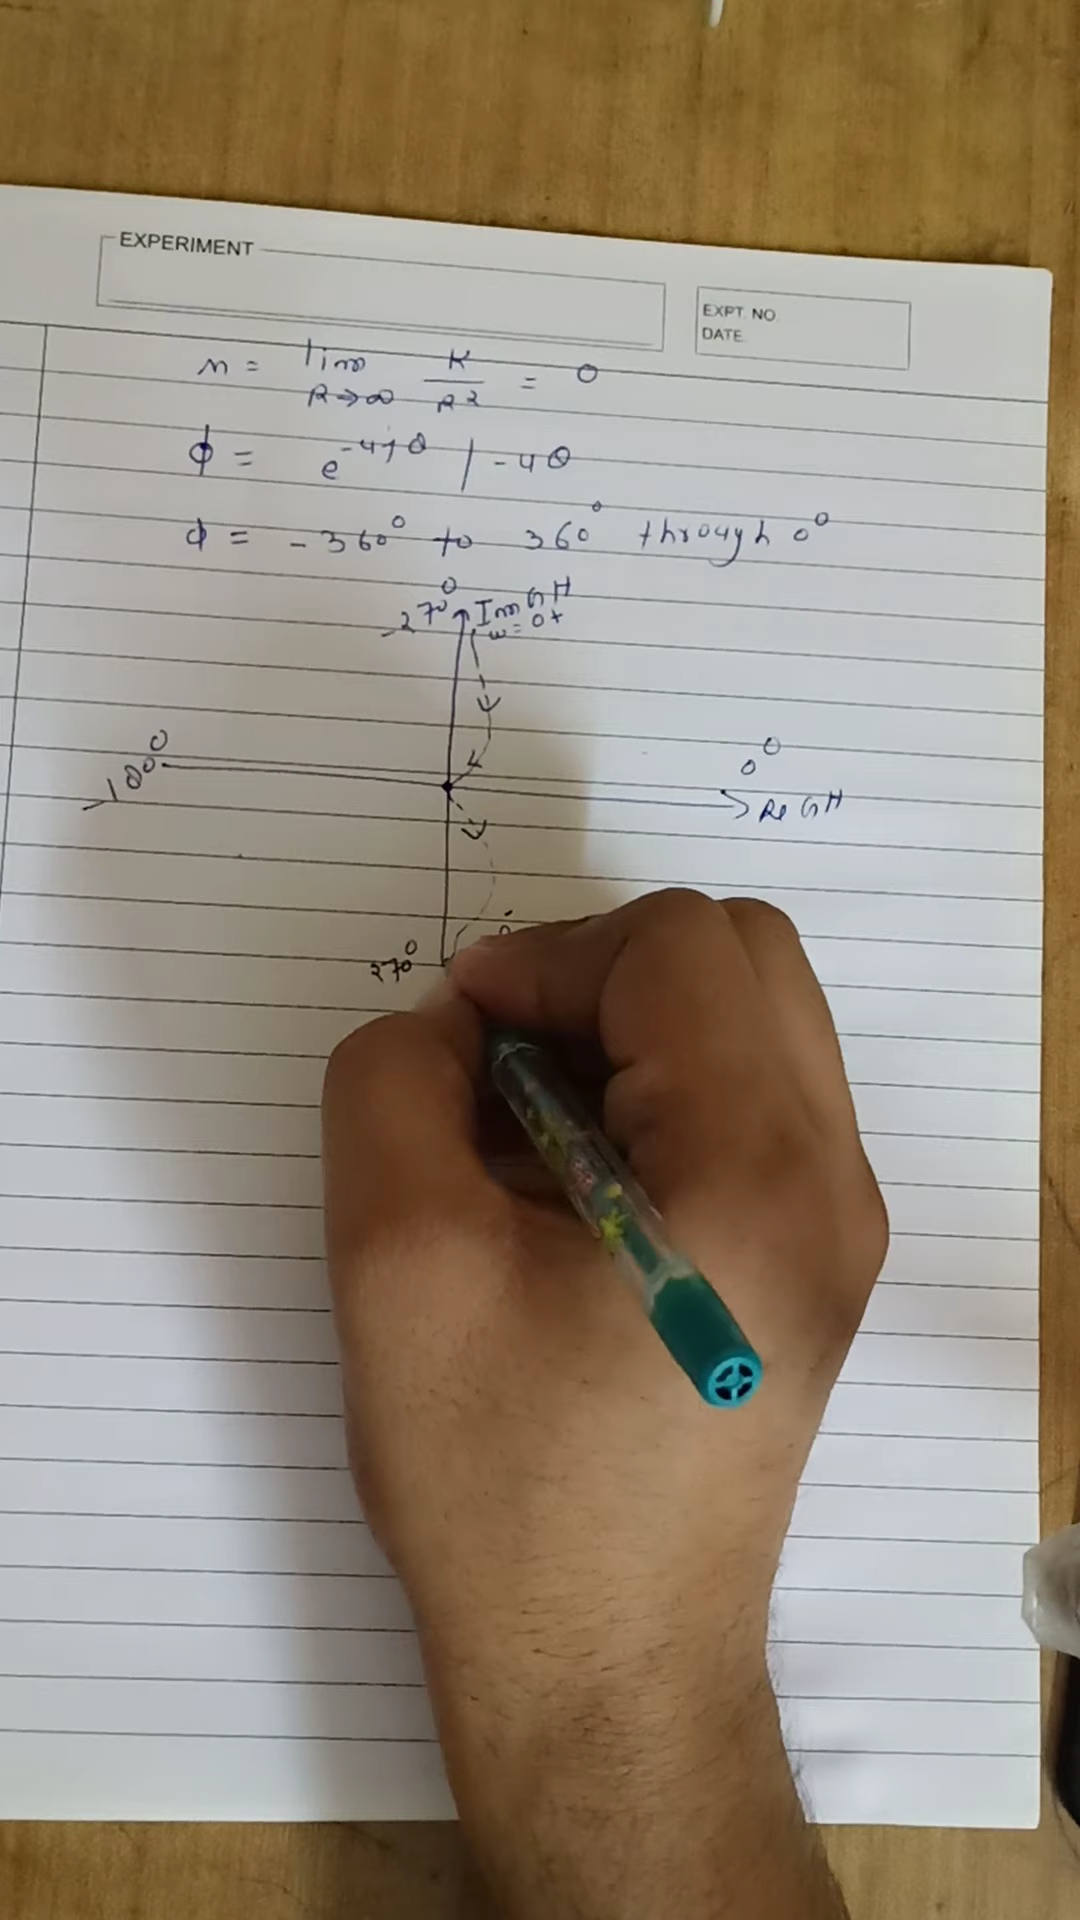 EXPERIMENT
EXPT. NO.
DATE.
M = lim R→∞ K/R² = 0
ϕ = e^-4jθ | -4θ
ϕ = -360° to 360° through 0°
-270° Im GH
ω=0+
-180°
0°
Re GH
270°